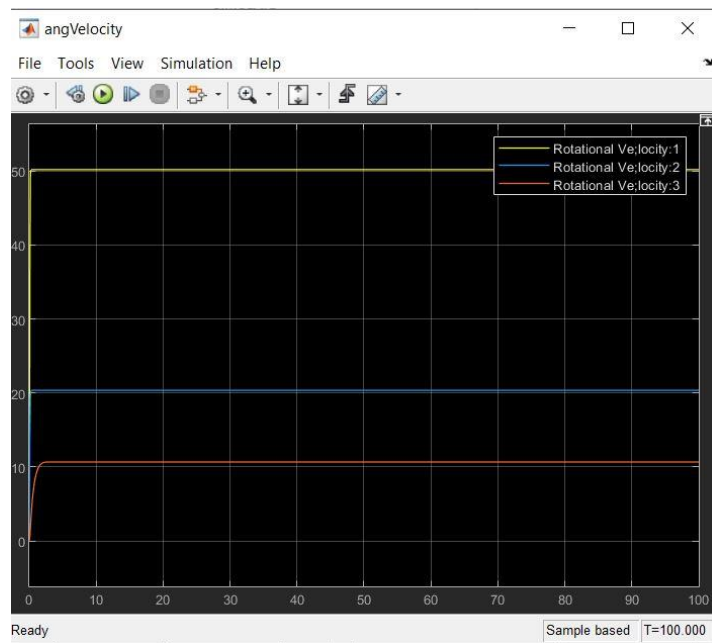 angVelocity
File Tools View Simulation Help
Rotational Ve;locity:1
Rotational Ve;locity:2
Rotational Ve;locity:3
50
40
30
20
10
0
0 10 20 30 40 50 60 70 80 90 100
Ready Sample based T=100.000